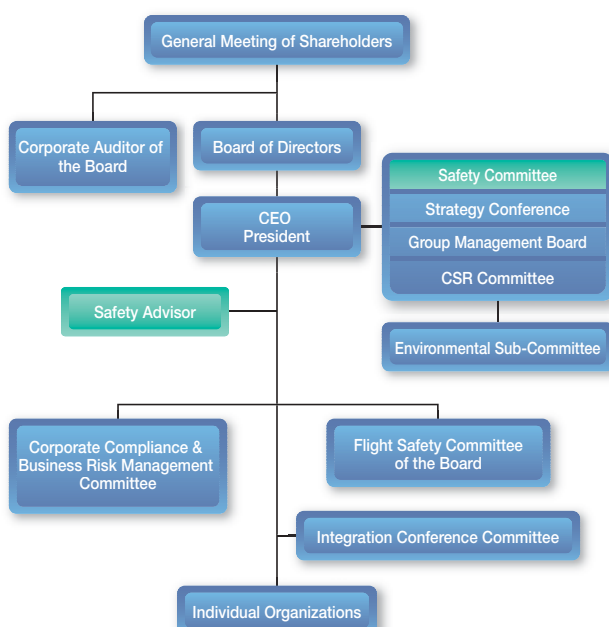 General Meeting of Shareholders
Corporate Auditor of
the Board
Board of Directors
Safety Committee
Strategy Conference
Group Management Board
CSR Committee
CEO
President
Safety Advisor
Environmental Sub-Committee
Corporate Compliance &
Business Risk Management
Committee
Flight Safety Committee
of the Board
Integration Conference Committee
Individual Organizations